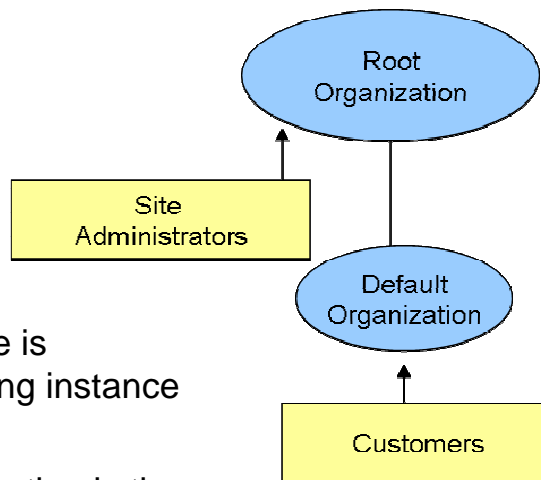 Root
Organization
Site
Administrators
Default
Organization
e is
ng instance
Customers